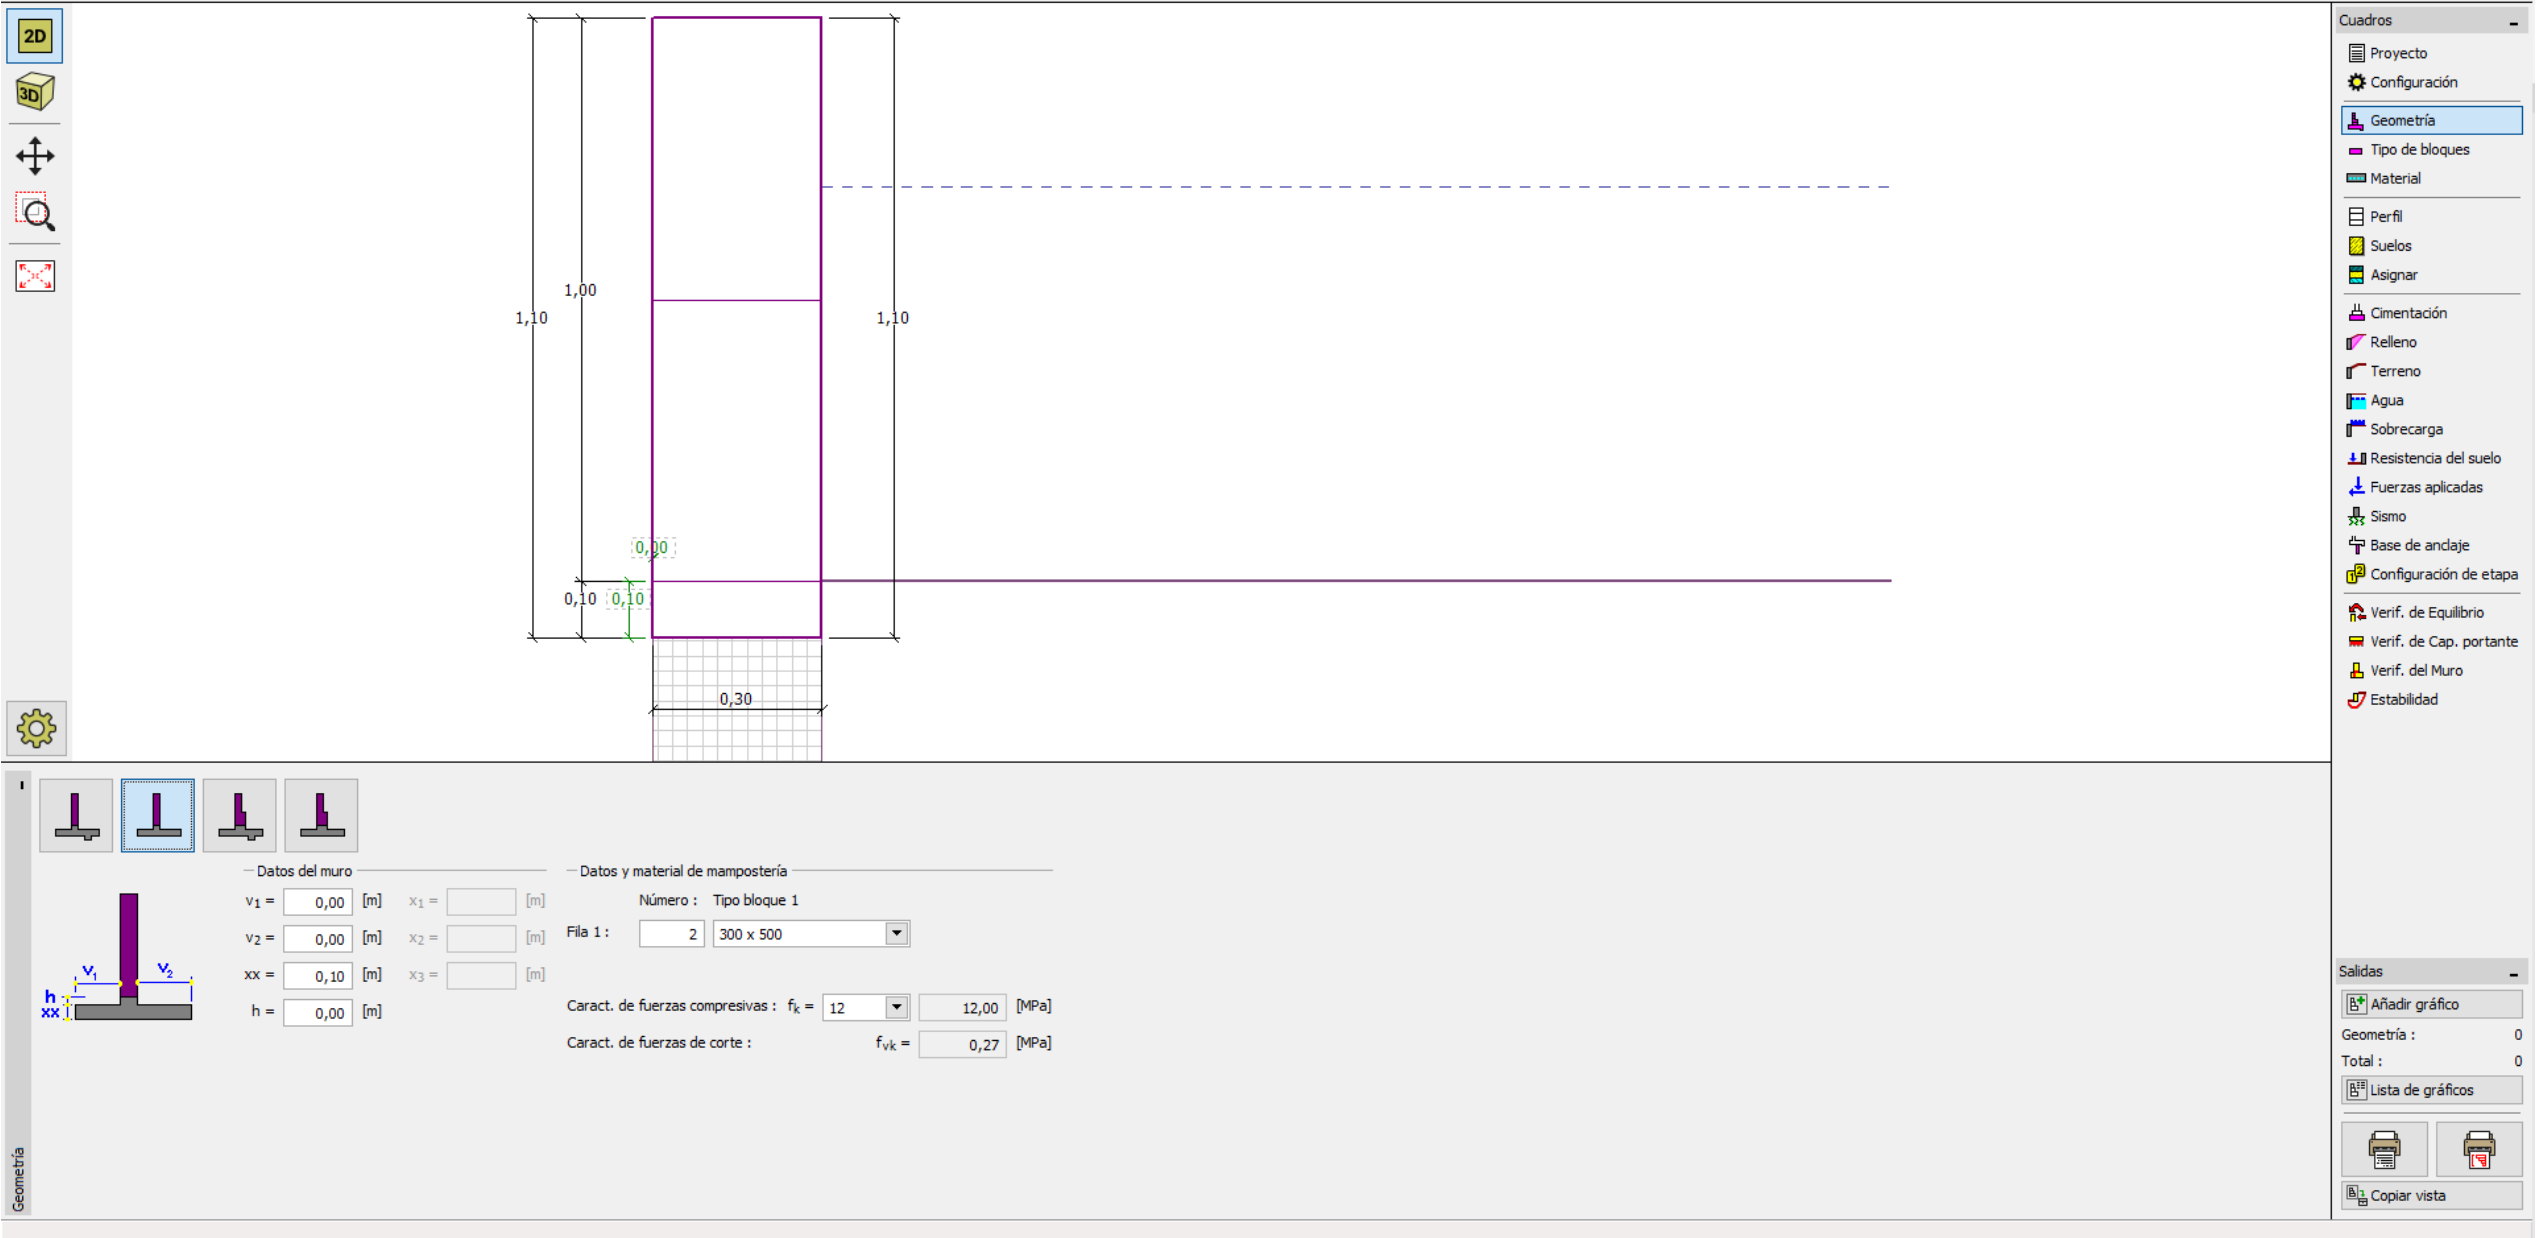 2D
3D
1,00
1,10
1,10
0,00
0,10
0,10
0,30
Geometría
Datos del muro
v1 = 0,00 [m] x1 = [m]
v2 = 0,00 [m] x2 = [m]
xx = 0,10 [m] x3 = [m]
h = 0,00 [m]
v1
v2
h
xx
Datos y material de mampostería
Número : Tipo bloque 1
Fila 1 : 2 300 x 500
Caract. de fuerzas compresivas : fk = 12 12,00 [MPa]
Caract. de fuerzas de corte : fvk = 0,27 [MPa]
Cuadros
Proyecto
Configuración
Geometría
Tipo de bloques
Material
Perfil
Suelos
Asignar
Cimentación
Relleno
Terreno
Agua
Sobrecarga
Resistencia del suelo
Fuerzas aplicadas
Sismo
Base de anclaje
Configuración de etapa
Verif. de Equilibrio
Verif. de Cap. portante
Verif. del Muro
Estabilidad
Salidas
Añadir gráfico
Geometría : 0
Total : 0
Lista de gráficos
Copiar vista